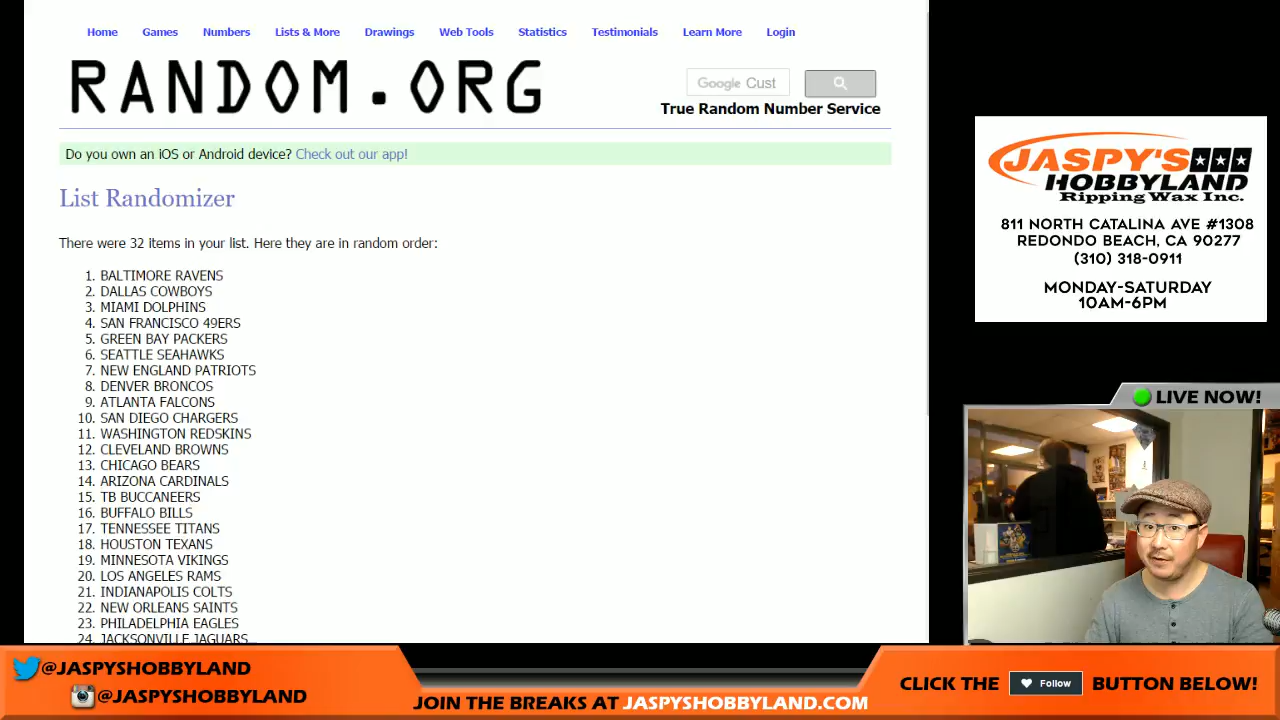 Home Games Numbers Lists & More Drawings Web Tools Statistics Testimonials Learn More Login
RANDOM.ORG
Google Cust
True Random Number Service
Do you own an iOS or Android device? Check out our app!
List Randomizer
There were 32 items in your list. Here they are in random order:
1. BALTIMORE RAVENS
2. DALLAS COWBOYS
3. MIAMI DOLPHINS
4. SAN FRANCISCO 49ERS
5. GREEN BAY PACKERS
6. SEATTLE SEAHAWKS
7. NEW ENGLAND PATRIOTS
8. DENVER BRONCOS
9. ATLANTA FALCONS
10. SAN DIEGO CHARGERS
11. WASHINGTON REDSKINS
12. CLEVELAND BROWNS
13. CHICAGO BEARS
14. ARIZONA CARDINALS
15. TB BUCCANEERS
16. BUFFALO BILLS
17. TENNESSEE TITANS
18. HOUSTON TEXANS
19. MINNESOTA VIKINGS
20. LOS ANGELES RAMS
21. INDIANAPOLIS COLTS
22. NEW ORLEANS SAINTS
23. PHILADELPHIA EAGLES
24. JACKSONVILLE JAGUARS
JASPY'S
HOBBYLAND
Ripping Wax Inc.
811 NORTH CATALINA AVE #1308
REDONDO BEACH, CA 90277
(310) 318-0911
MONDAY-SATURDAY
10AM-6PM
LIVE NOW!
@JASPYSHOBBYLAND
@JASPYSHOBBYLAND
JOIN THE BREAKS AT JASPYSHOBBYLAND.COM
CLICK THE Follow BUTTON BELOW!